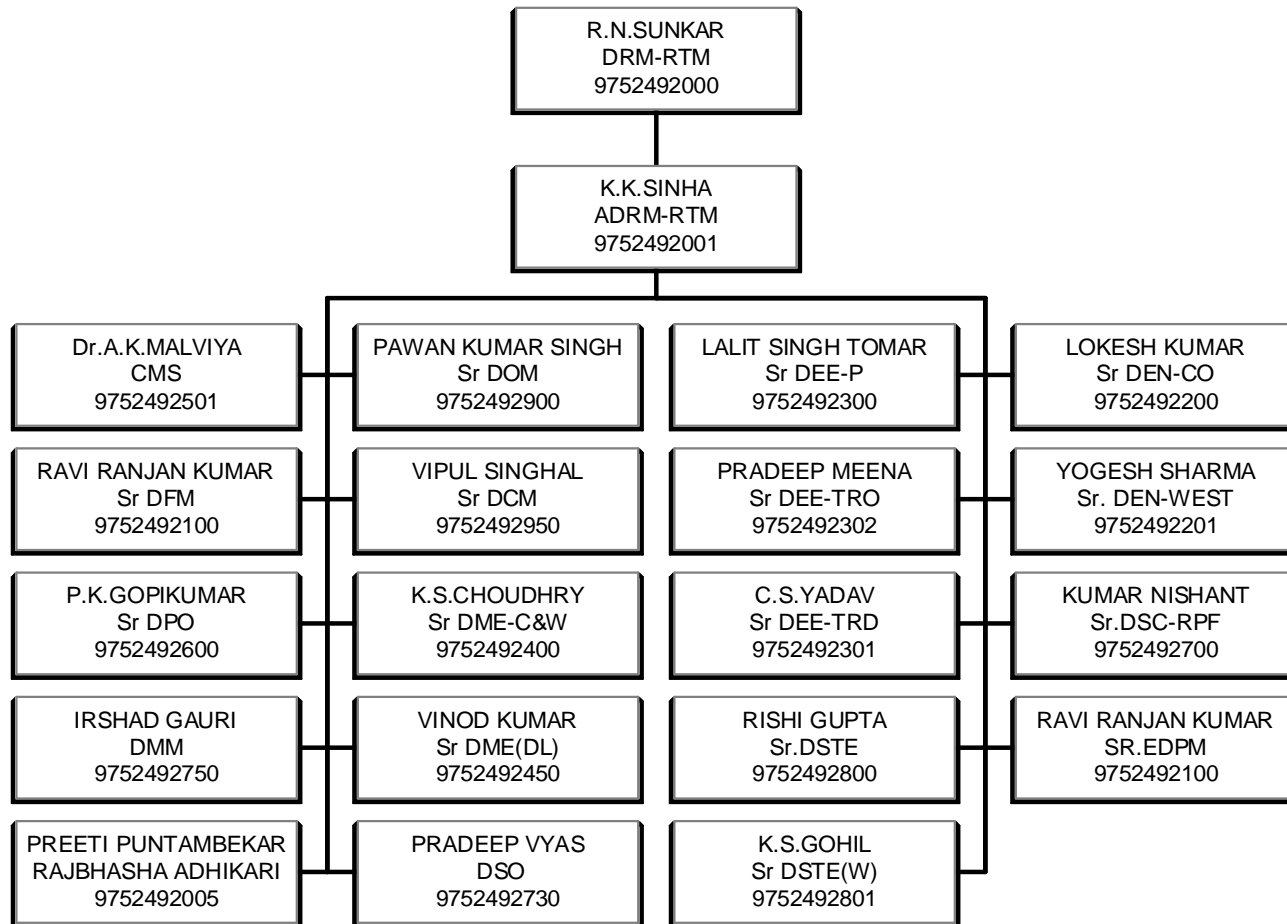 R.N.SUNKAR
DRM-RTM
9752492000
K.K.SINHA
ADRM-RTM
9752492001
Dr.A.K.MALVIYA
CMS
9752492501
PAWAN KUMAR SINGH
Sr DOM
9752492900
LALIT SINGH TOMAR
Sr DEE-P
9752492300
LOKESH KUMAR
Sr DEN-CO
9752492200
RAVI RANJAN KUMAR
Sr DFM
9752492100
VIPUL SINGHAL
Sr DCM
9752492950
PRADEEP MEENA
Sr DEE-TRO
9752492302
YOGESH SHARMA
Sr. DEN-WEST
9752492201
P.K.GOPIKUMAR
Sr DPO
9752492600
K.S.CHOUDHRY
Sr DME-C&W
9752492400
C.S.YADAV
Sr DEE-TRD
9752492301
KUMAR NISHANT
Sr.DSC-RPF
9752492700
IRSHAD GAURI
DMM
9752492750
VINOD KUMAR
Sr DME(DL)
9752492450
RISHI GUPTA
Sr.DSTE
9752492800
RAVI RANJAN KUMAR
SR.EDPM
9752492100
PREETI PUNTAMBEKAR
RAJBHASHA ADHIKARI
9752492005
PRADEEP VYAS
DSO
9752492730
K.S.GOHIL
Sr DSTE(W)
9752492801